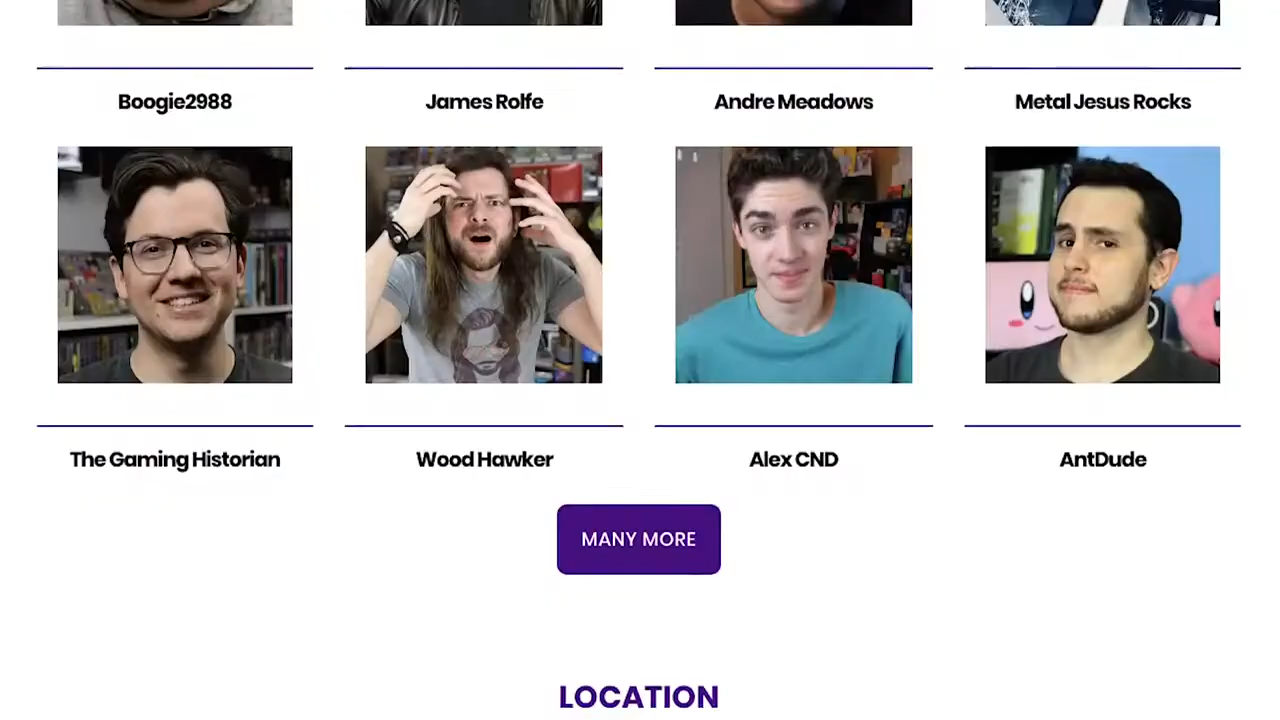 Boogie2988
James Rolfe
Andre Meadows
Metal Jesus Rocks
The Gaming Historian
Wood Hawker
Alex CND
AntDude
MANY MORE
LOCATION